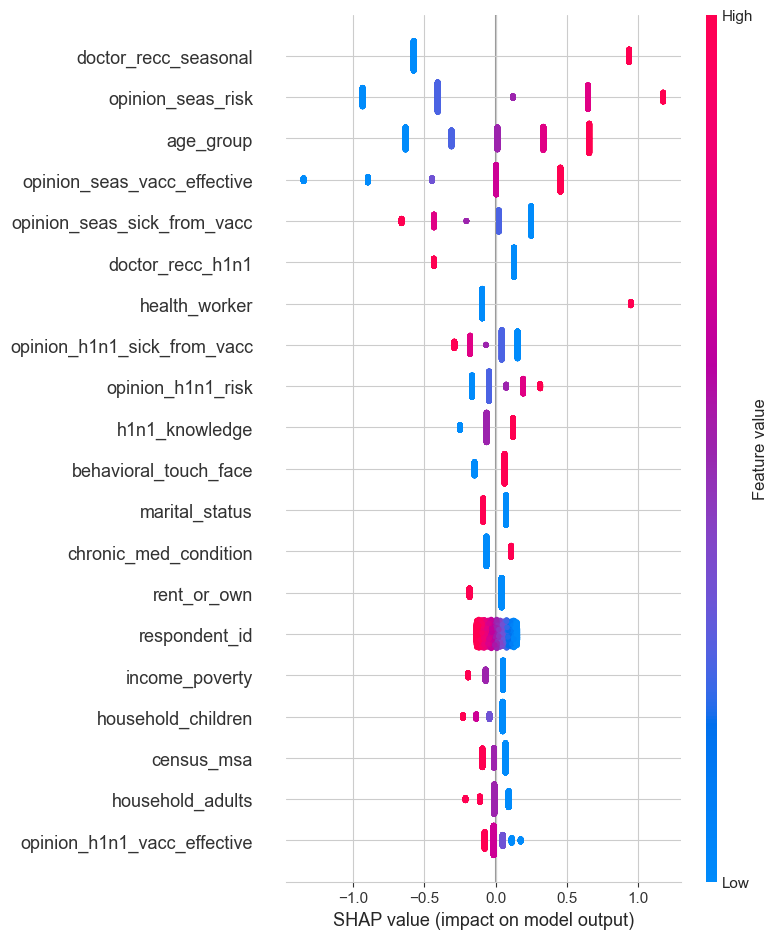 High
doctor_recc_seasonal
opinion_seas_risk
age_group
opinion_seas_vacc_effective
opinion_seas_sick_from_vacc
doctor_recc_h1n1
health_worker
opinion_h1n1_sick_from_vacc
opinion_h1n1_risk
h1n1_knowledge
behavioral_touch_face
marital_status
chronic_med_condition
rent_or_own
respondent_id
income_poverty
household_children
census_msa
household_adults
opinion_h1n1_vacc_effective
Feature value
Low
−1.0 −0.5 0.0 0.5 1.0
SHAP value (impact on model output)